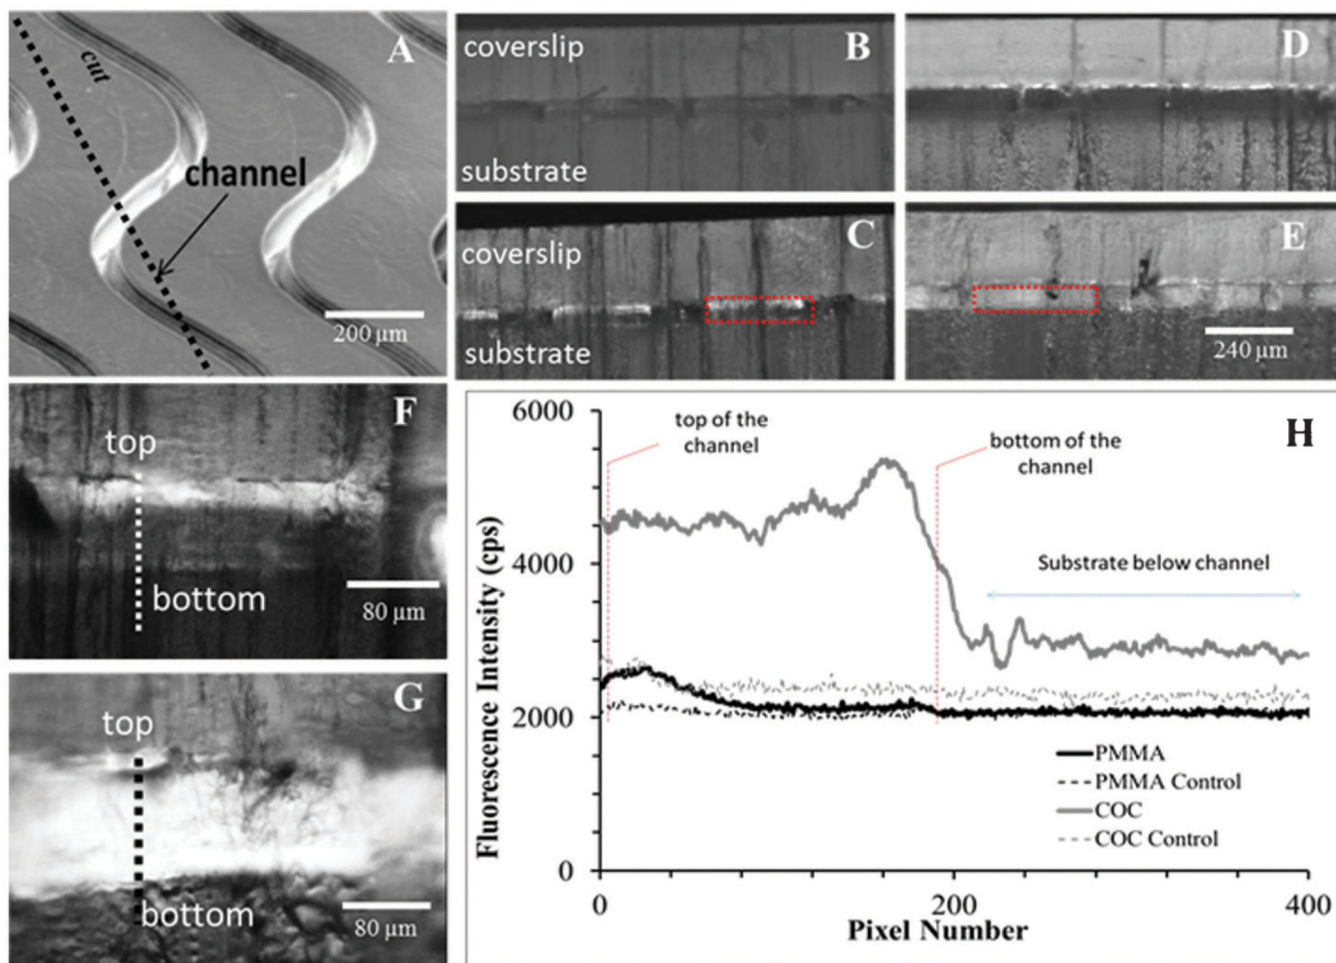 A
cut
channel
200 µm
coverslip
B
substrate
D
coverslip
C
substrate
E
240 µm
F
top
bottom
80 µm
G
top
bottom
80 µm
H
6000
4000
2000
0
Fluorescence Intensity (cps)
top of the
channel
bottom of the
channel
Substrate below channel
PMMA
PMMA Control
COC
COC Control
0
200
400
Pixel Number